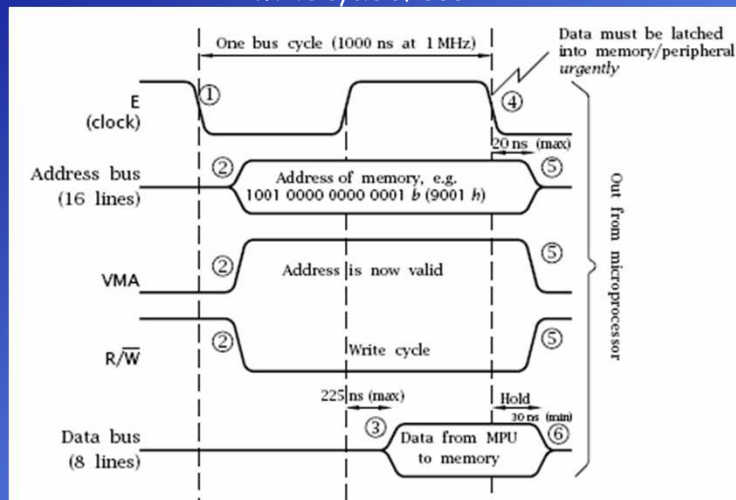 One bus cycle (1000 ns at 1 MHz)
Data must be latched
into memory/peripheral
urgently
E
(clock)
①
④
20 ns (max)
Address bus
(16 lines)
②
Address of memory, e.g.
1001 0000 0000 0001 b (9001 h)
⑤
VMA
②
Address is now valid
⑤
R/W̅
②
Write cycle
⑤
Out from microprocessor
225 ns (max)
Hold
30 ns (min)
Data bus
(8 lines)
③
Data from MPU
to memory
⑥